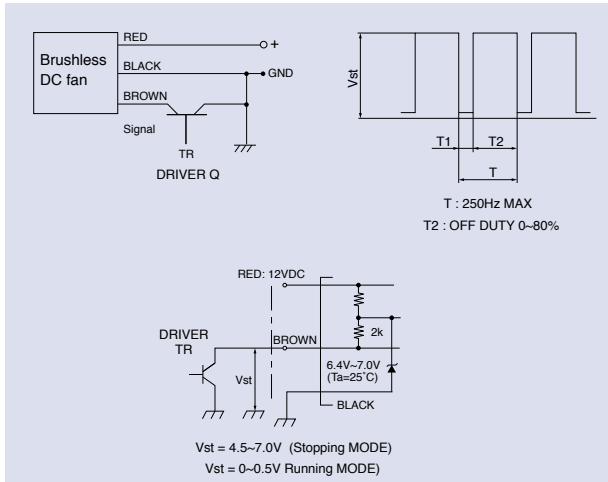 Brushless
DC fan
RED
+
BLACK
GND
BROWN
Signal
TR
DRIVER Q
Vst
T1
T2
T
T : 250Hz MAX
T2 : OFF DUTY 0~80%
RED: 12VDC
DRIVER
TR
BROWN
2k
Vst
6.4V~7.0V
(Ta=25˚C)
BLACK
Vst = 4.5~7.0V (Stopping MODE)
Vst = 0~0.5V Running MODE)